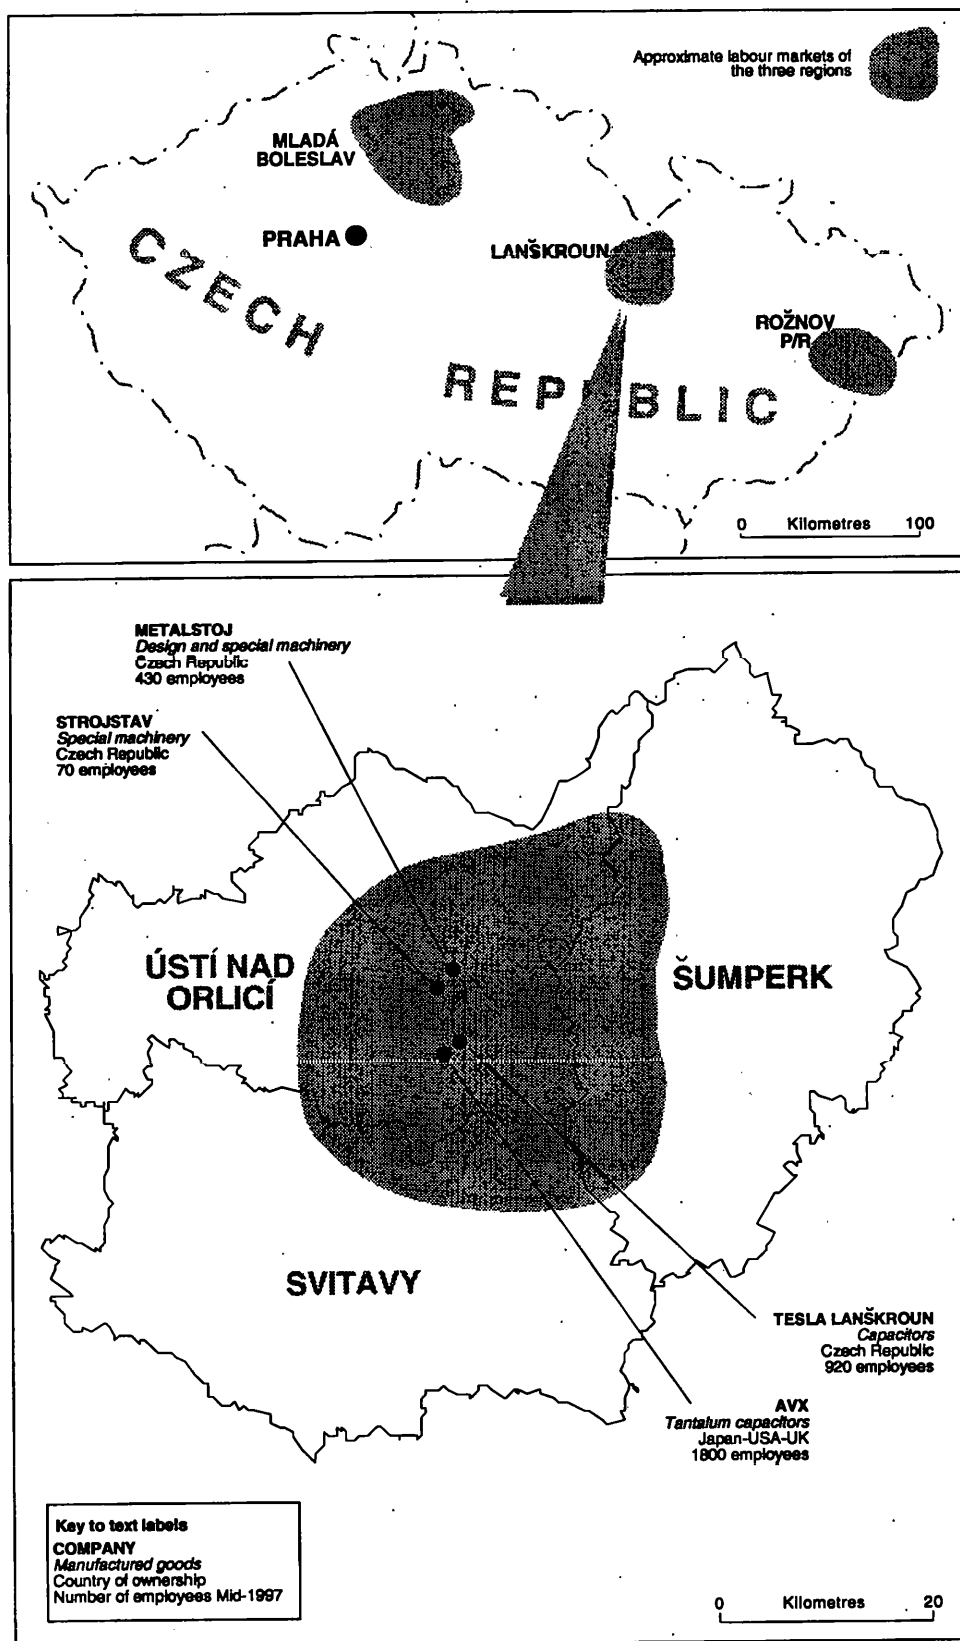 Approximate labour markets of
the three regions
MLADÁ
BOLESLAV
PRAHA
LANŠKROUN
ROŽNOV
P/R
CZECH
REPUBLIC
0 Kilometres 100
METALSTOJ
Design and special machinery
Czech Republic
430 employees
STROJSTAV
Special machinery
Czech Republic
70 employees
ÚSTÍ NAD
ORLICÍ
ŠUMPERK
SVITAVY
TESLA LANŠKROUN
Capacitors
Czech Republic
920 employees
AVX
Tantalum capacitors
Japan-USA-UK
1800 employees
Key to text labels
COMPANY
Manufactured goods
Country of ownership
Number of employees Mid-1997
0 Kilometres 20